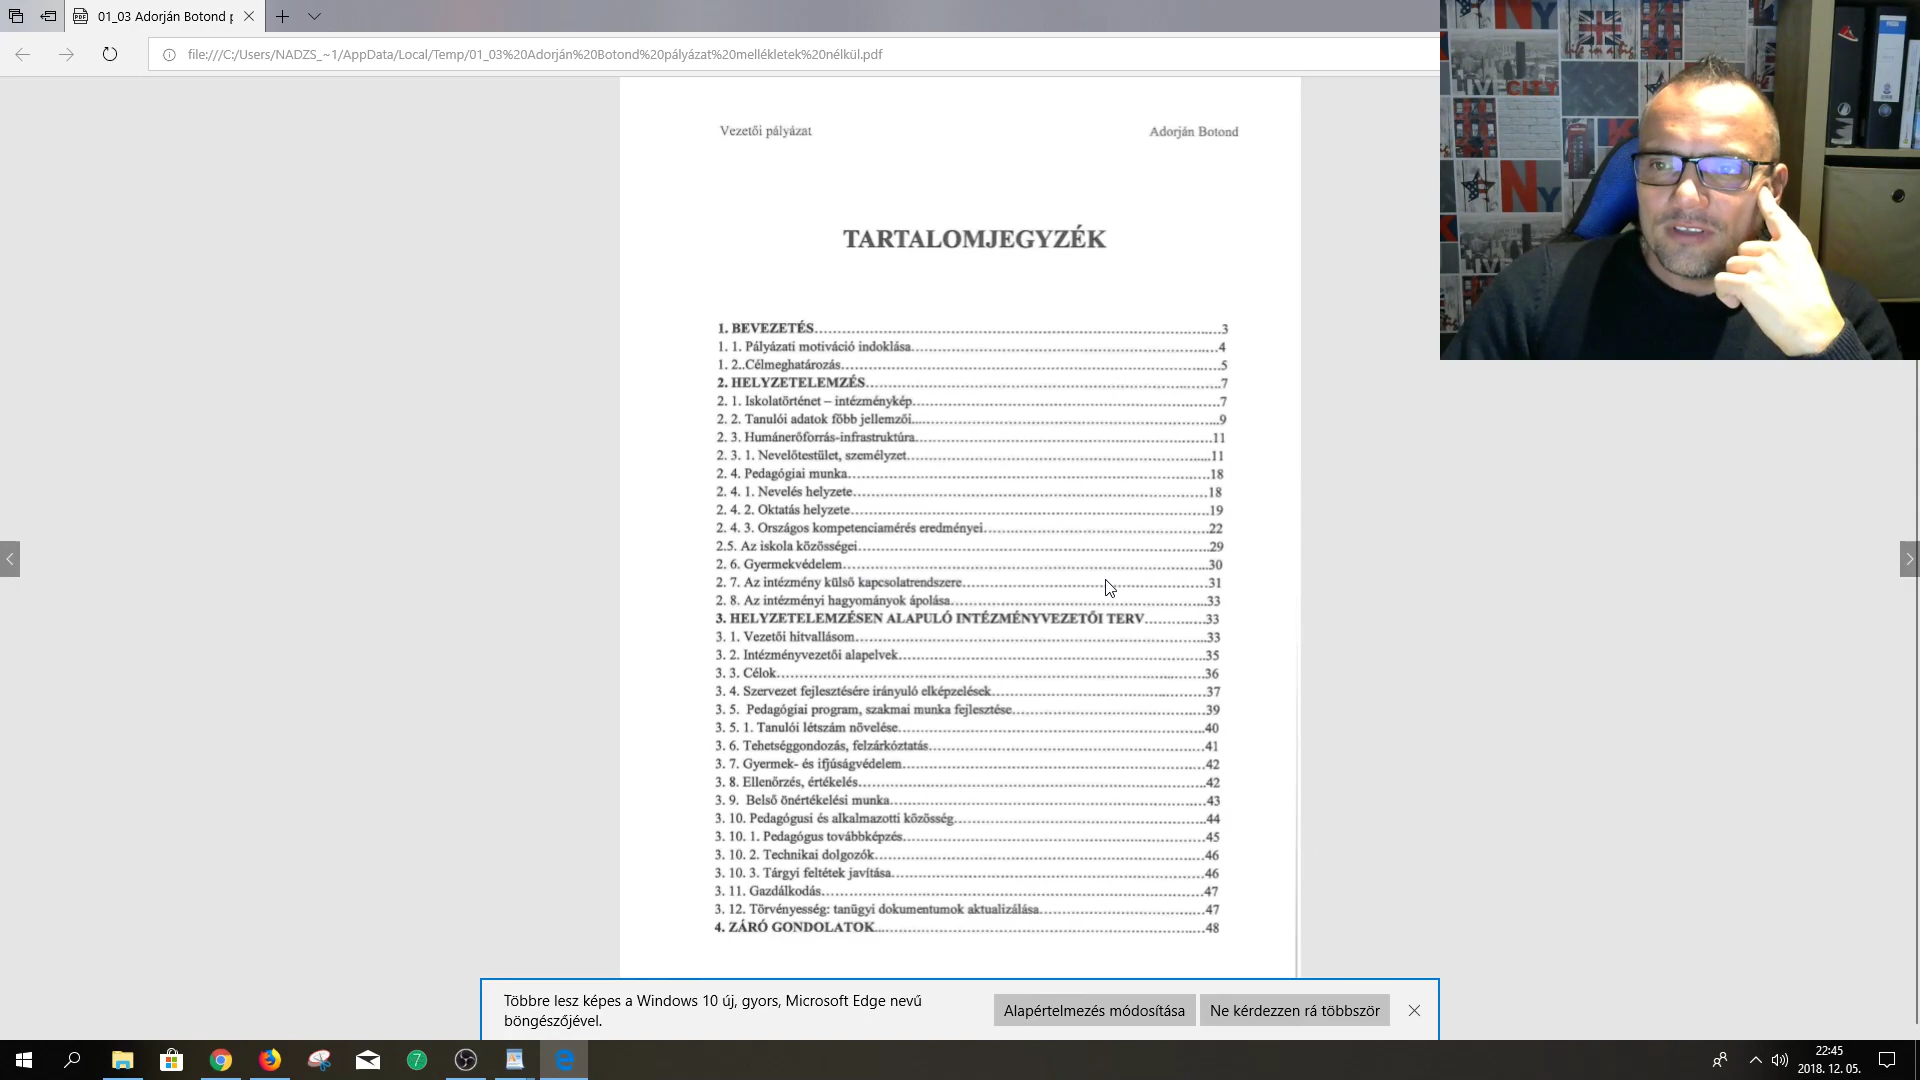 01_03 Adorján Botond p
file:///C:/Users/NADZS_~1/AppData/Local/Temp/01_03%20Adorján%20Botond%20pályázat%20mellékletek%20nélkül.pdf
Vezetői pályázat
Adorján Botond
TARTALOMJEGYZÉK
1. BEVEZETÉS........3
1. 1. Pályázati motiváció indoklása........4
1. 2..Célmeghatározás........5
2. HELYZETELEMZÉS........7
2. 1. Iskolatörténet – intézménykép........7
2. 2. Tanulói adatok főbb jellemzői........9
2. 3. Humánerőforrás-infrastruktúra........11
2. 3. 1. Nevelőtestület, személyzet........11
2. 4. Pedagógiai munka........18
2. 4. 1. Nevelés helyzete........18
2. 4. 2. Oktatás helyzete........19
2. 4. 3. Országos kompetenciamérés eredményei........22
2.5. Az iskola közösségei........29
2. 6. Gyermekvédelem........30
2. 7. Az intézmény külső kapcsolatrendszere........31
2. 8. Az intézményi hagyományok ápolása........33
3. HELYZETELEMZÉSEN ALAPULÓ INTÉZMÉNYVEZETŐI TERV........33
3. 1. Vezetői hitvallásom........33
3. 2. Intézményvezetői alapelvek........35
3. 3. Célok........36
3. 4. Szervezet fejlesztésére irányuló elképzelések........37
3. 5. Pedagógiai program, szakmai munka fejlesztése........39
3. 5. 1. Tanulói létszám növelése........40
3. 6. Tehetséggondozás, felzárkóztatás........41
3. 7. Gyermek- és ifjúságvédelem........42
3. 8. Ellenőrzés, értékelés........42
3. 9. Belső önértékelési munka........43
3. 10. Pedagógusi és alkalmazotti közösség........44
3. 10. 1. Pedagógus továbbképzés........45
3. 10. 2. Technikai dolgozók........46
3. 10. 3. Tárgyi feltétek javítása........46
3. 11. Gazdálkodás........47
3. 12. Törvényesség: tanügyi dokumentumok aktualizálása........47
4. ZÁRÓ GONDOLATOK........48
Többre lesz képes a Windows 10 új, gyors, Microsoft Edge nevű
böngészőjével.
Alapértelmezés módosítása
Ne kérdezzen rá többször
NY
LIVE CITY
NY
LIVE
7
22:45
2018. 12. 05.